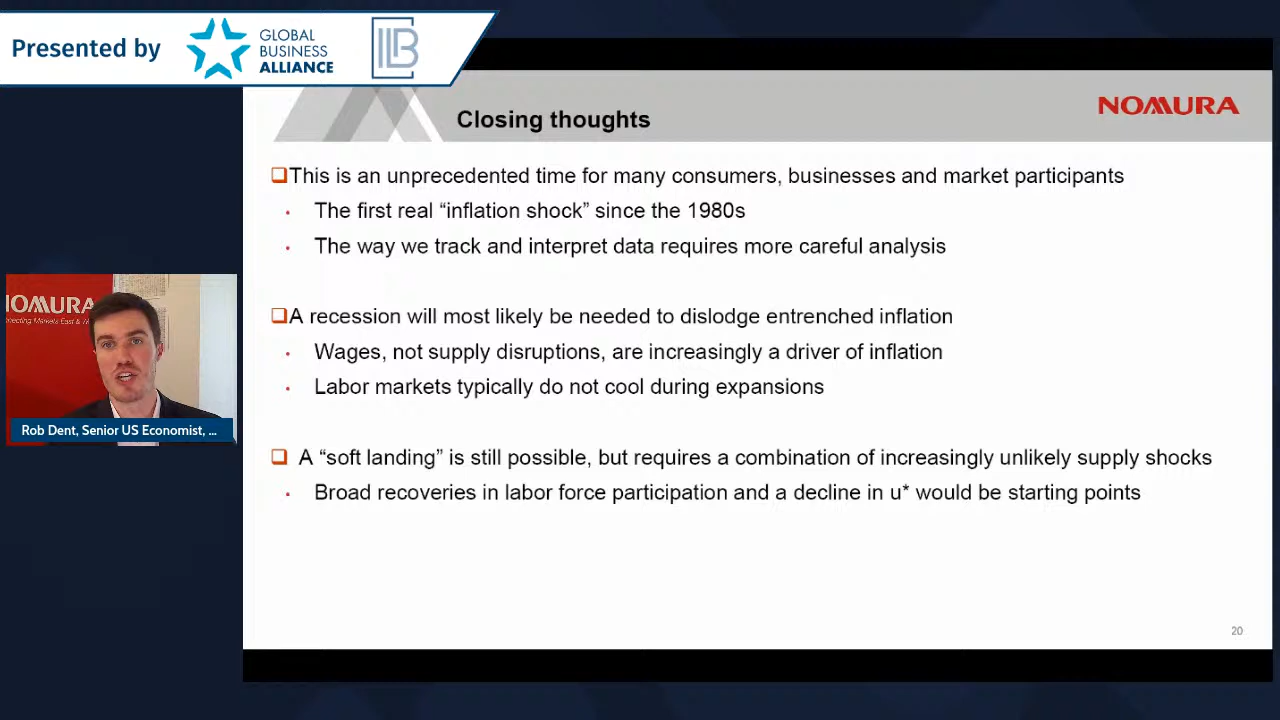 Presented by
GLOBAL
BUSINESS
ALLIANCE
Closing thoughts
NOMURA
This is an unprecedented time for many consumers, businesses and market participants
The first real “inflation shock” since the 1980s
The way we track and interpret data requires more careful analysis
A recession will most likely be needed to dislodge entrenched inflation
Wages, not supply disruptions, are increasingly a driver of inflation
Labor markets typically do not cool during expansions
A “soft landing” is still possible, but requires a combination of increasingly unlikely supply shocks
Broad recoveries in labor force participation and a decline in u* would be starting points
20
NOMURA
Rob Dent, Senior US Economist, ...